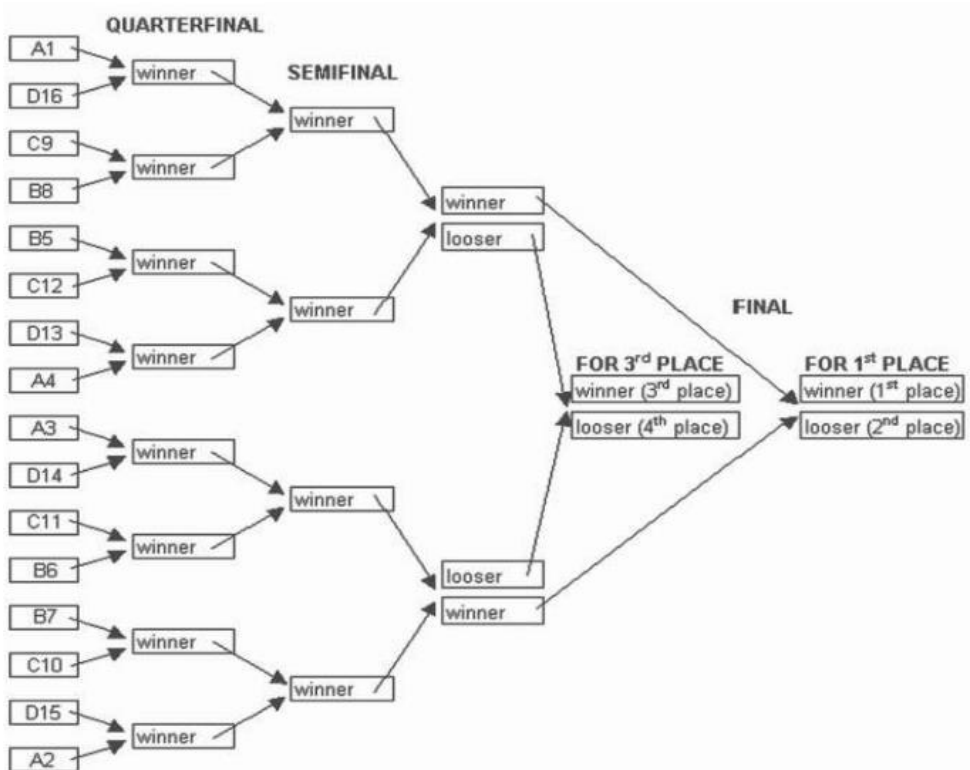 QUARTERFINAL
A1
winner
SEMIFINAL
D16
winner
C9
winner
B8
winner
looser
B5
winner
C12
winner
FINAL
D13
winner
A4
FOR 3rd PLACE
FOR 1st PLACE
winner (3rd place)
winner (1st place)
looser (4th place)
looser (2nd place)
A3
winner
D14
winner
C11
winner
B6
looser
winner
B7
winner
C10
winner
D15
winner
A2